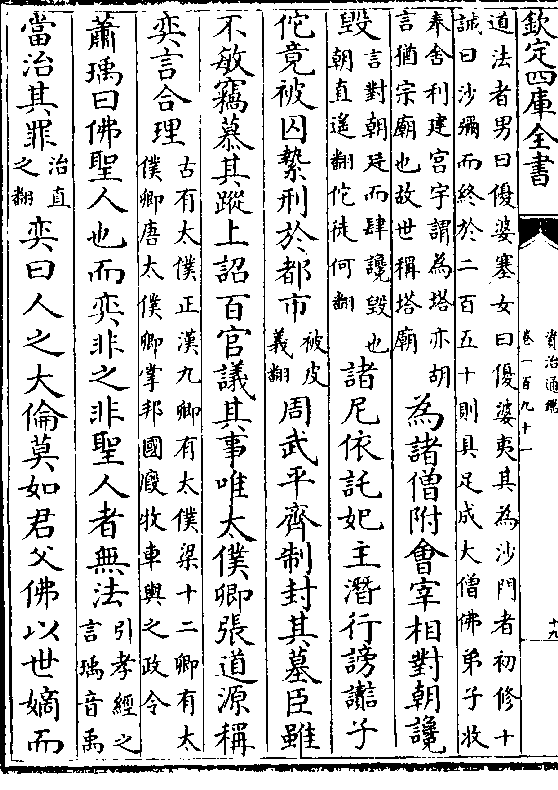 欽定四庫全書
資治通鑑
卷一百九十一
十九
道法者男曰優婆塞女曰優婆夷其為沙門者初修十
誡曰沙彌而終於二百五十則具足成大僧佛弟子收
奉舍利建宮宇謂為塔亦胡
言猶宗廟也故世稱塔廟
為諸僧附會宰相對朝讒
毀
言對朝廷而肆讒毀也
朝直遥翻佗徒何翻
諸尼依託妃主潛行謗讟子
佗竟被囚縶刑於都市
被皮
義翻
周武平齊制封其墓臣雖
不敏竊慕其蹤上詔百官議其事唯太僕卿張道源稱
奕言合理
古有太僕正漢九卿有太僕梁十二卿有太
僕卿唐太僕卿掌邦國廐牧車輿之政令
蕭瑀曰佛聖人也而奕非之非聖人者無法
引孝經之
言瑀音禹
當治其罪
治直
之翻
奕曰人之大倫莫如君父佛以世嫡而